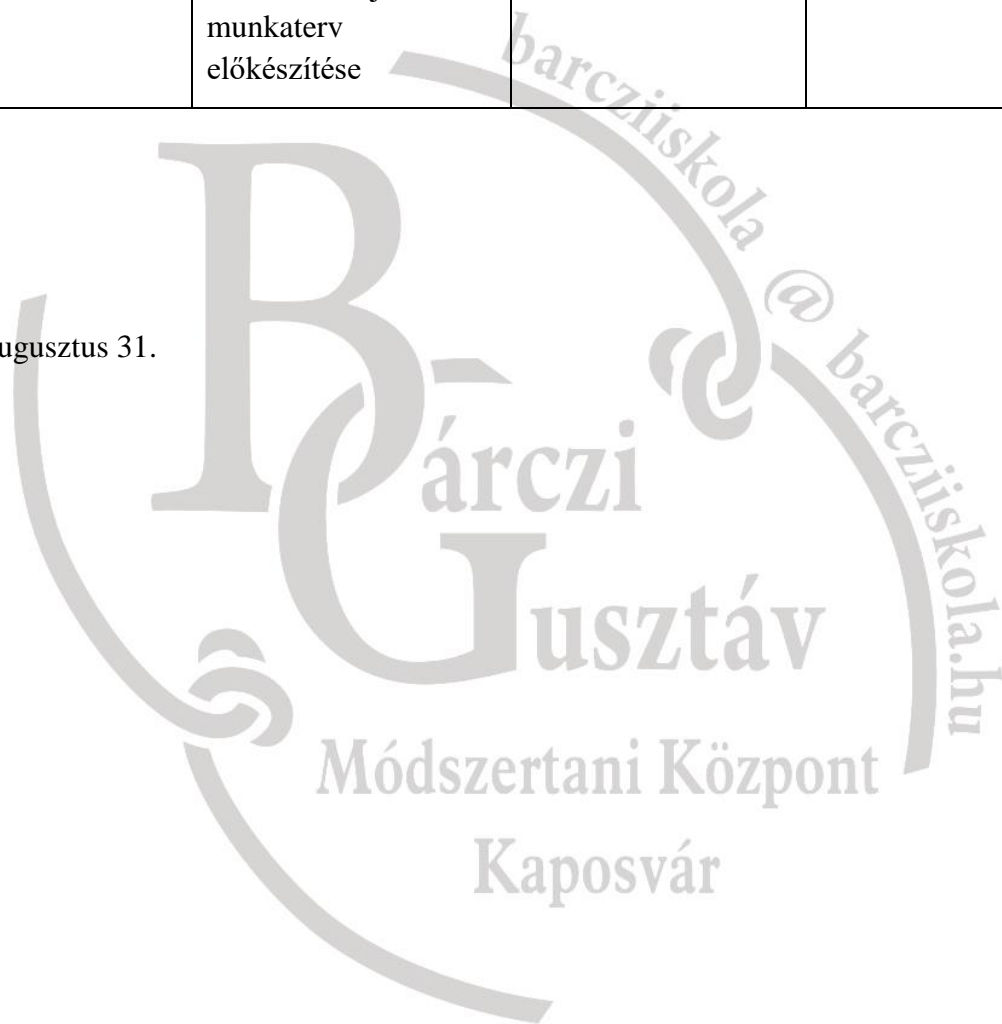 munkaterv
előkészítése
ugusztus 31.
barcziiskola @ barcziiskola.hu
Bárczi
Gusztáv
Módszertani Központ
Kaposvár